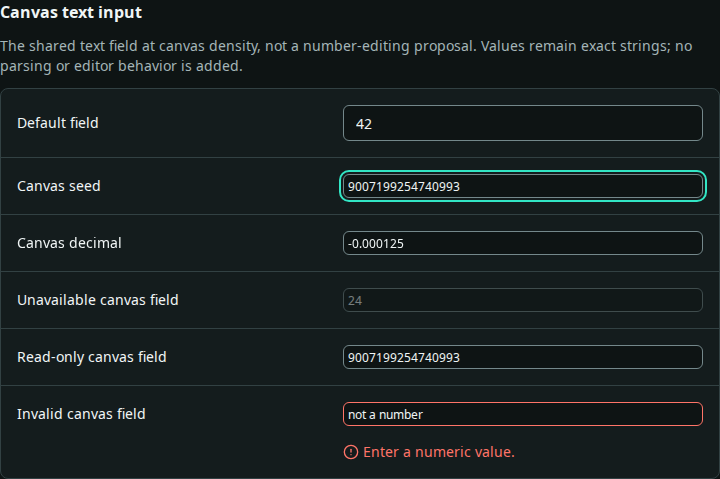 Canvas text input
The shared text field at canvas density, not a number-editing proposal. Values remain exact strings; no
parsing or editor behavior is added.
Default field
42
Canvas seed
9007199254740993
Canvas decimal
-0.000125
Unavailable canvas field
24
Read-only canvas field
9007199254740993
Invalid canvas field
not a number
Enter a numeric value.